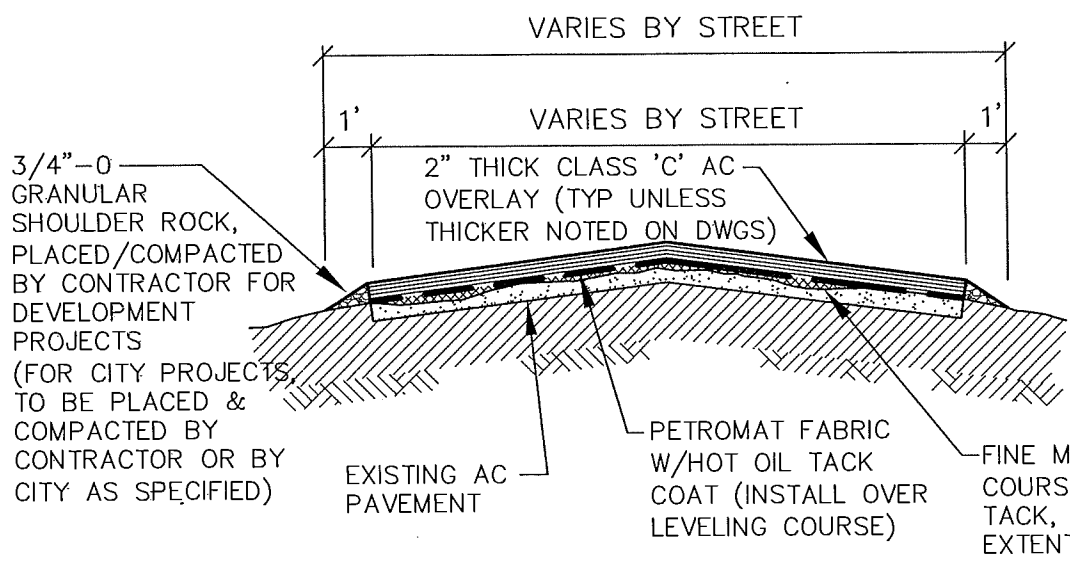 VARIES BY STREET
1'
VARIES BY STREET
1'
3/4"-0
GRANULAR
SHOULDER ROCK,
PLACED/COMPACTED
BY CONTRACTOR FOR
DEVELOPMENT
PROJECTS
(FOR CITY PROJECTS,
TO BE PLACED &
COMPACTED BY
CONTRACTOR OR BY
CITY AS SPECIFIED)
2" THICK CLASS 'C' AC
OVERLAY (TYP UNLESS
THICKER NOTED ON DWGS)
EXISTING AC
PAVEMENT
PETROMAT FABRIC
W/HOT OIL TACK
COAT (INSTALL OVER
LEVELING COURSE)
FINE M
COURS
TACK,
EXTENT